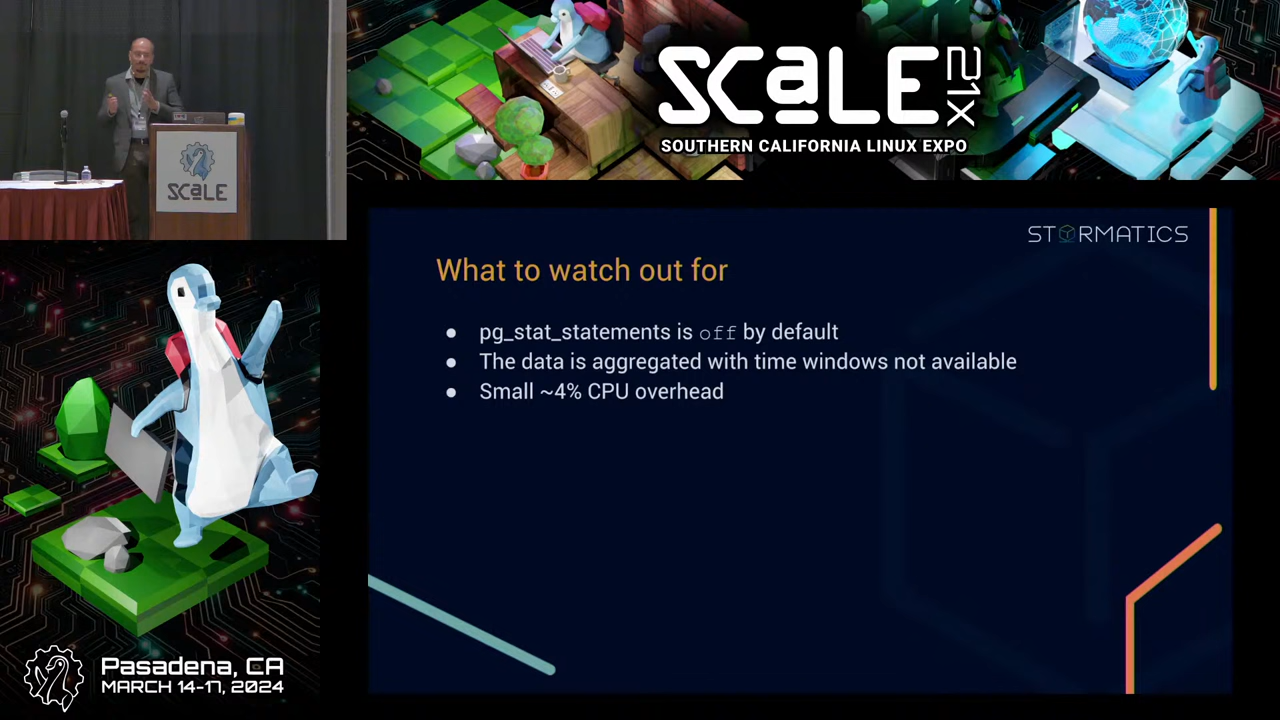 SCaLE 21X
SOUTHERN CALIFORNIA LINUX EXPO
SCaLE
STORMATICS
What to watch out for
● pg_stat_statements is off by default
● The data is aggregated with time windows not available
● Small ~4% CPU overhead
Pasadena, CA
MARCH 14-17, 2024